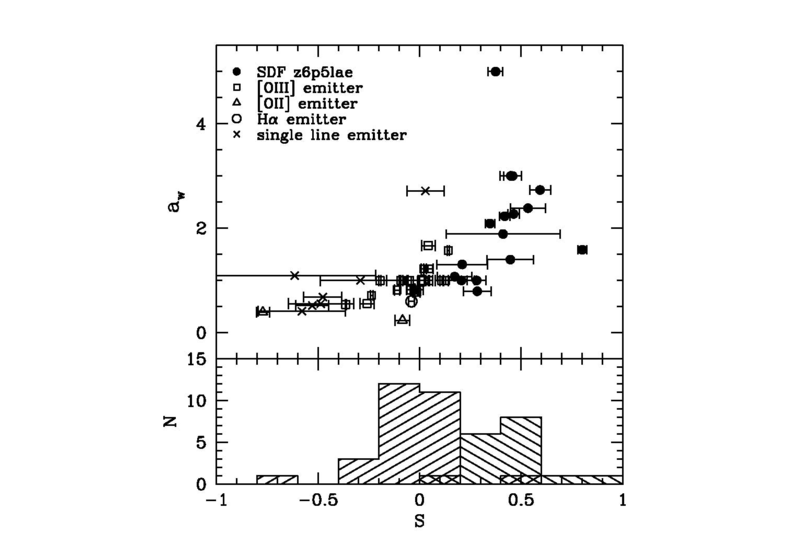 SDF z6p5lae
[OIII] emitter
[OII] emitter
Hα emitter
single line emitter
4
2
0
a_w
15
10
5
0
N
-1
-0.5
0
0.5
1
S